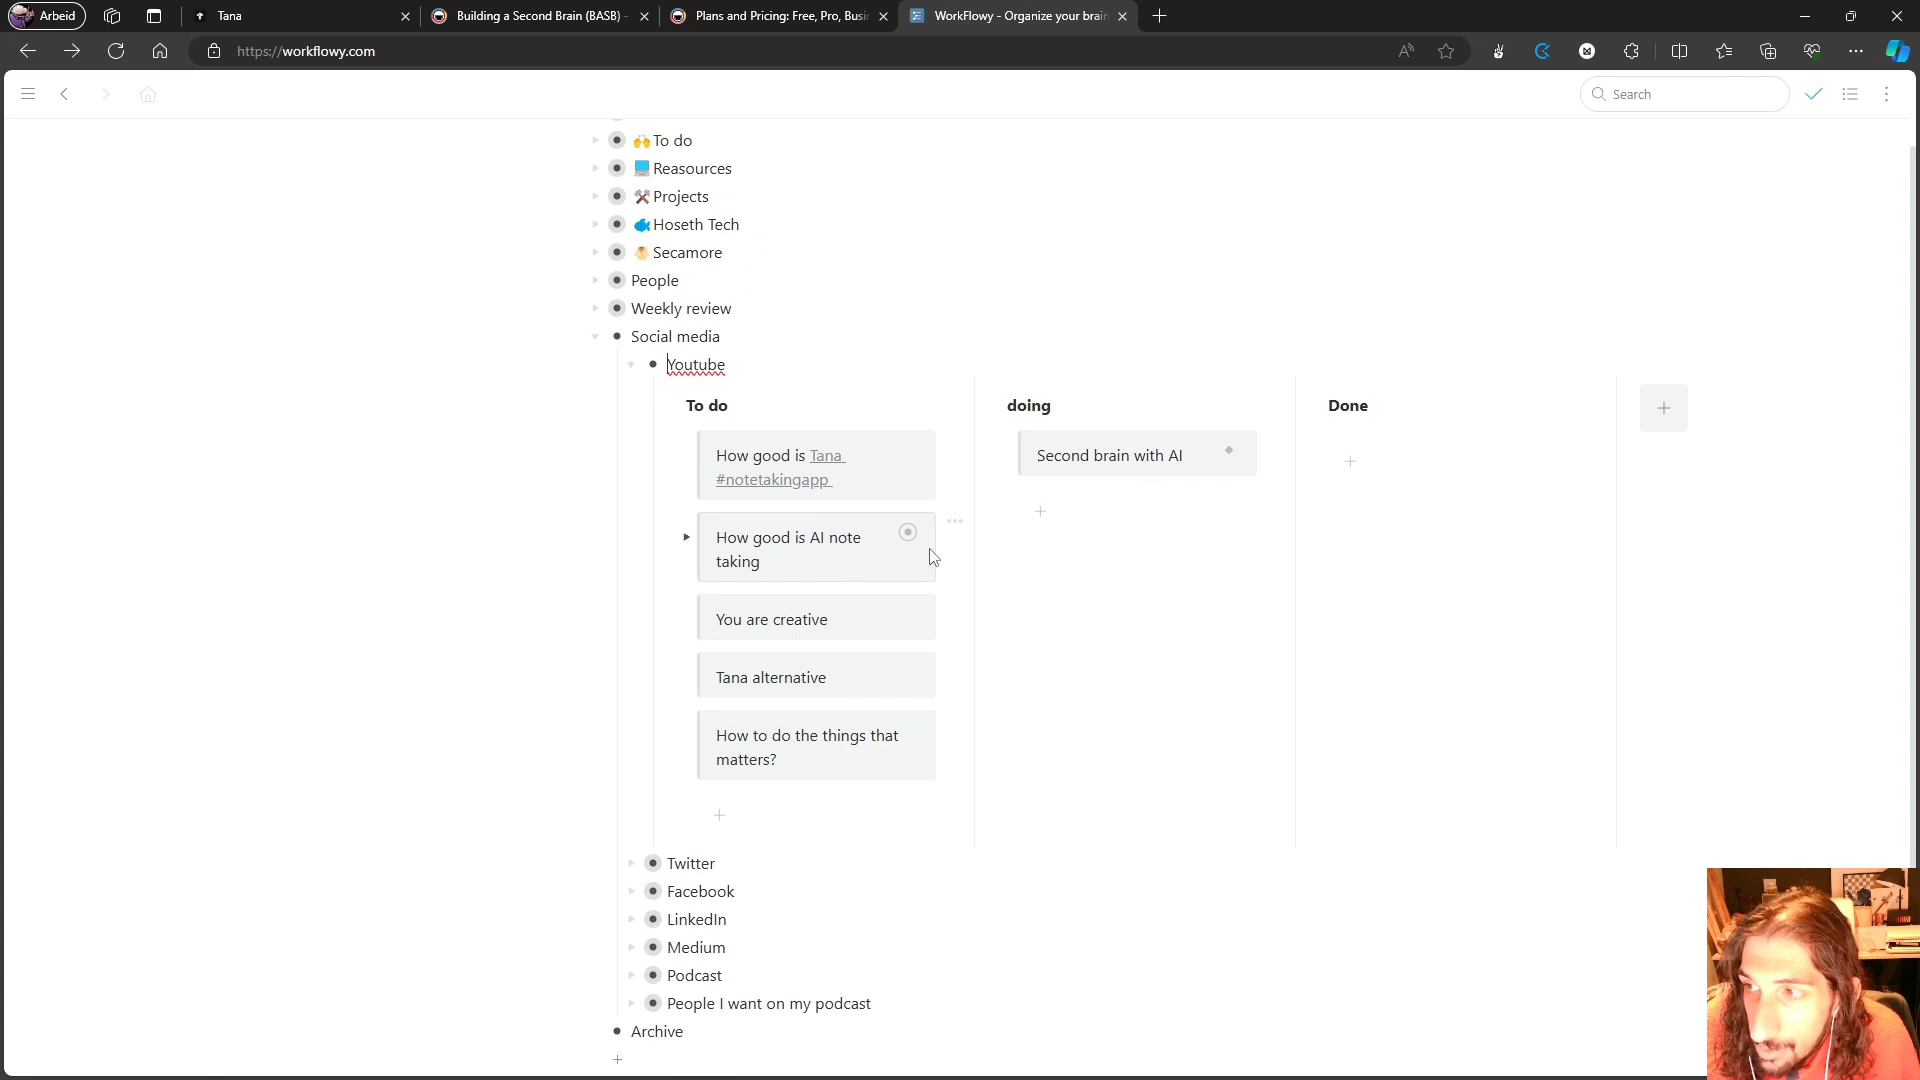 Arbeid
Tana
Building a Second Brain (BASB) -
Plans and Pricing: Free, Pro, Busi
WorkFlowy - Organize your brain
https://workflowy.com
Search
To do
Reasources
Projects
Hoseth Tech
Secamore
People
Weekly review
Social media
Youtube
To do
doing
Done
How good is Tana
#notetakingapp
Second brain with AI
How good is AI note
taking
You are creative
Tana alternative
How to do the things that
matters?
Twitter
Facebook
LinkedIn
Medium
Podcast
People I want on my podcast
Archive